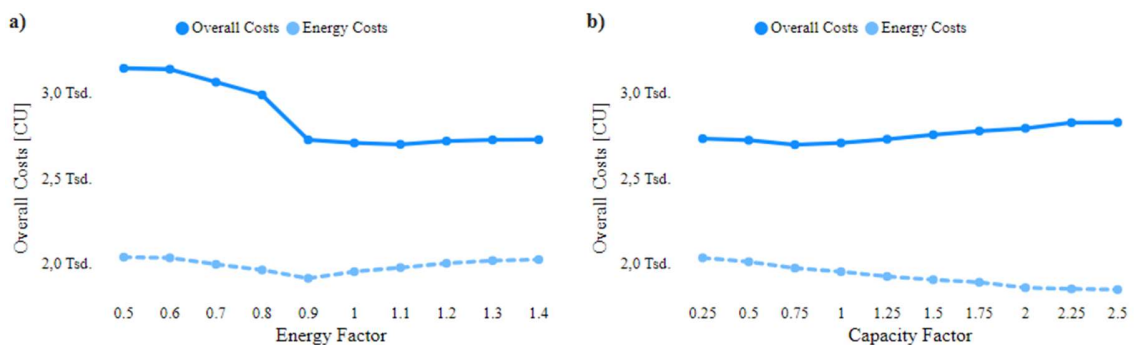 a)
Overall Costs Energy Costs
Overall Costs [CU]
3,0 Tsd.
2,5 Tsd.
2,0 Tsd.
0.5 0.6 0.7 0.8 0.9 1 1.1 1.2 1.3 1.4
Energy Factor
b)
Overall Costs Energy Costs
Overall Costs [CU]
3,0 Tsd.
2,5 Tsd.
2,0 Tsd.
0.25 0.5 0.75 1 1.25 1.5 1.75 2 2.25 2.5
Capacity Factor